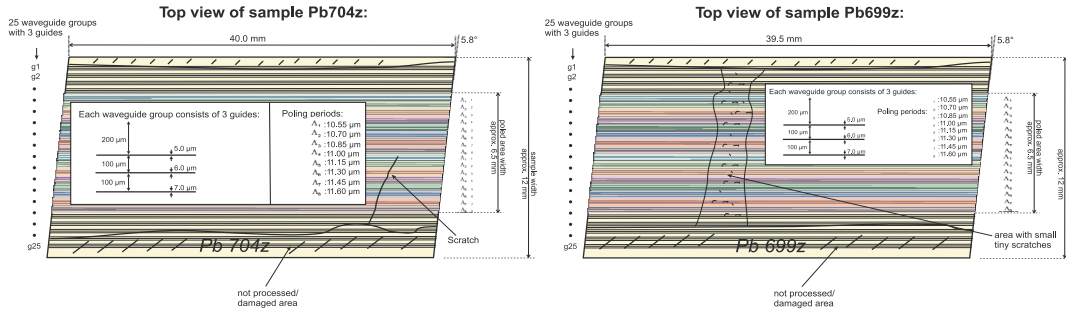 Top view of sample Pb704z:
25 waveguide groups
with 3 guides
40.0 mm
5.8°
g1
g2
g25
Each waveguide group consists of 3 guides:
200 µm
5.0 µm
100 µm
6.0 µm
100 µm
7.0 µm
Poling periods:
Λ₁ :10.55 µm
Λ₂ :10.70 µm
Λ₃ :10.85 µm
Λ₄ :11.00 µm
Λ₅ :11.15 µm
Λ₆ :11.30 µm
Λ₇ :11.45 µm
Λ₈ :11.60 µm
poled area width
approx. 6.5 mm
sample width
approx. 12 mm
Scratch
Pb 704z
not processed/
damaged area
Top view of sample Pb699z:
25 waveguide groups
with 3 guides
39.5 mm
5.8°
g1
g2
g25
Each waveguide group consists of 3 guides:
200 µm
5.0 µm
100 µm
6.0 µm
100 µm
7.0 µm
Poling periods:
:10.55 µm
:10.70 µm
:10.85 µm
:11.00 µm
:11.15 µm
:11.30 µm
:11.45 µm
:11.60 µm
poled area width
approx. 6.5 mm
sample width
approx. 12 mm
area with small
tiny scratches
Pb 699z
not processed/
damaged area